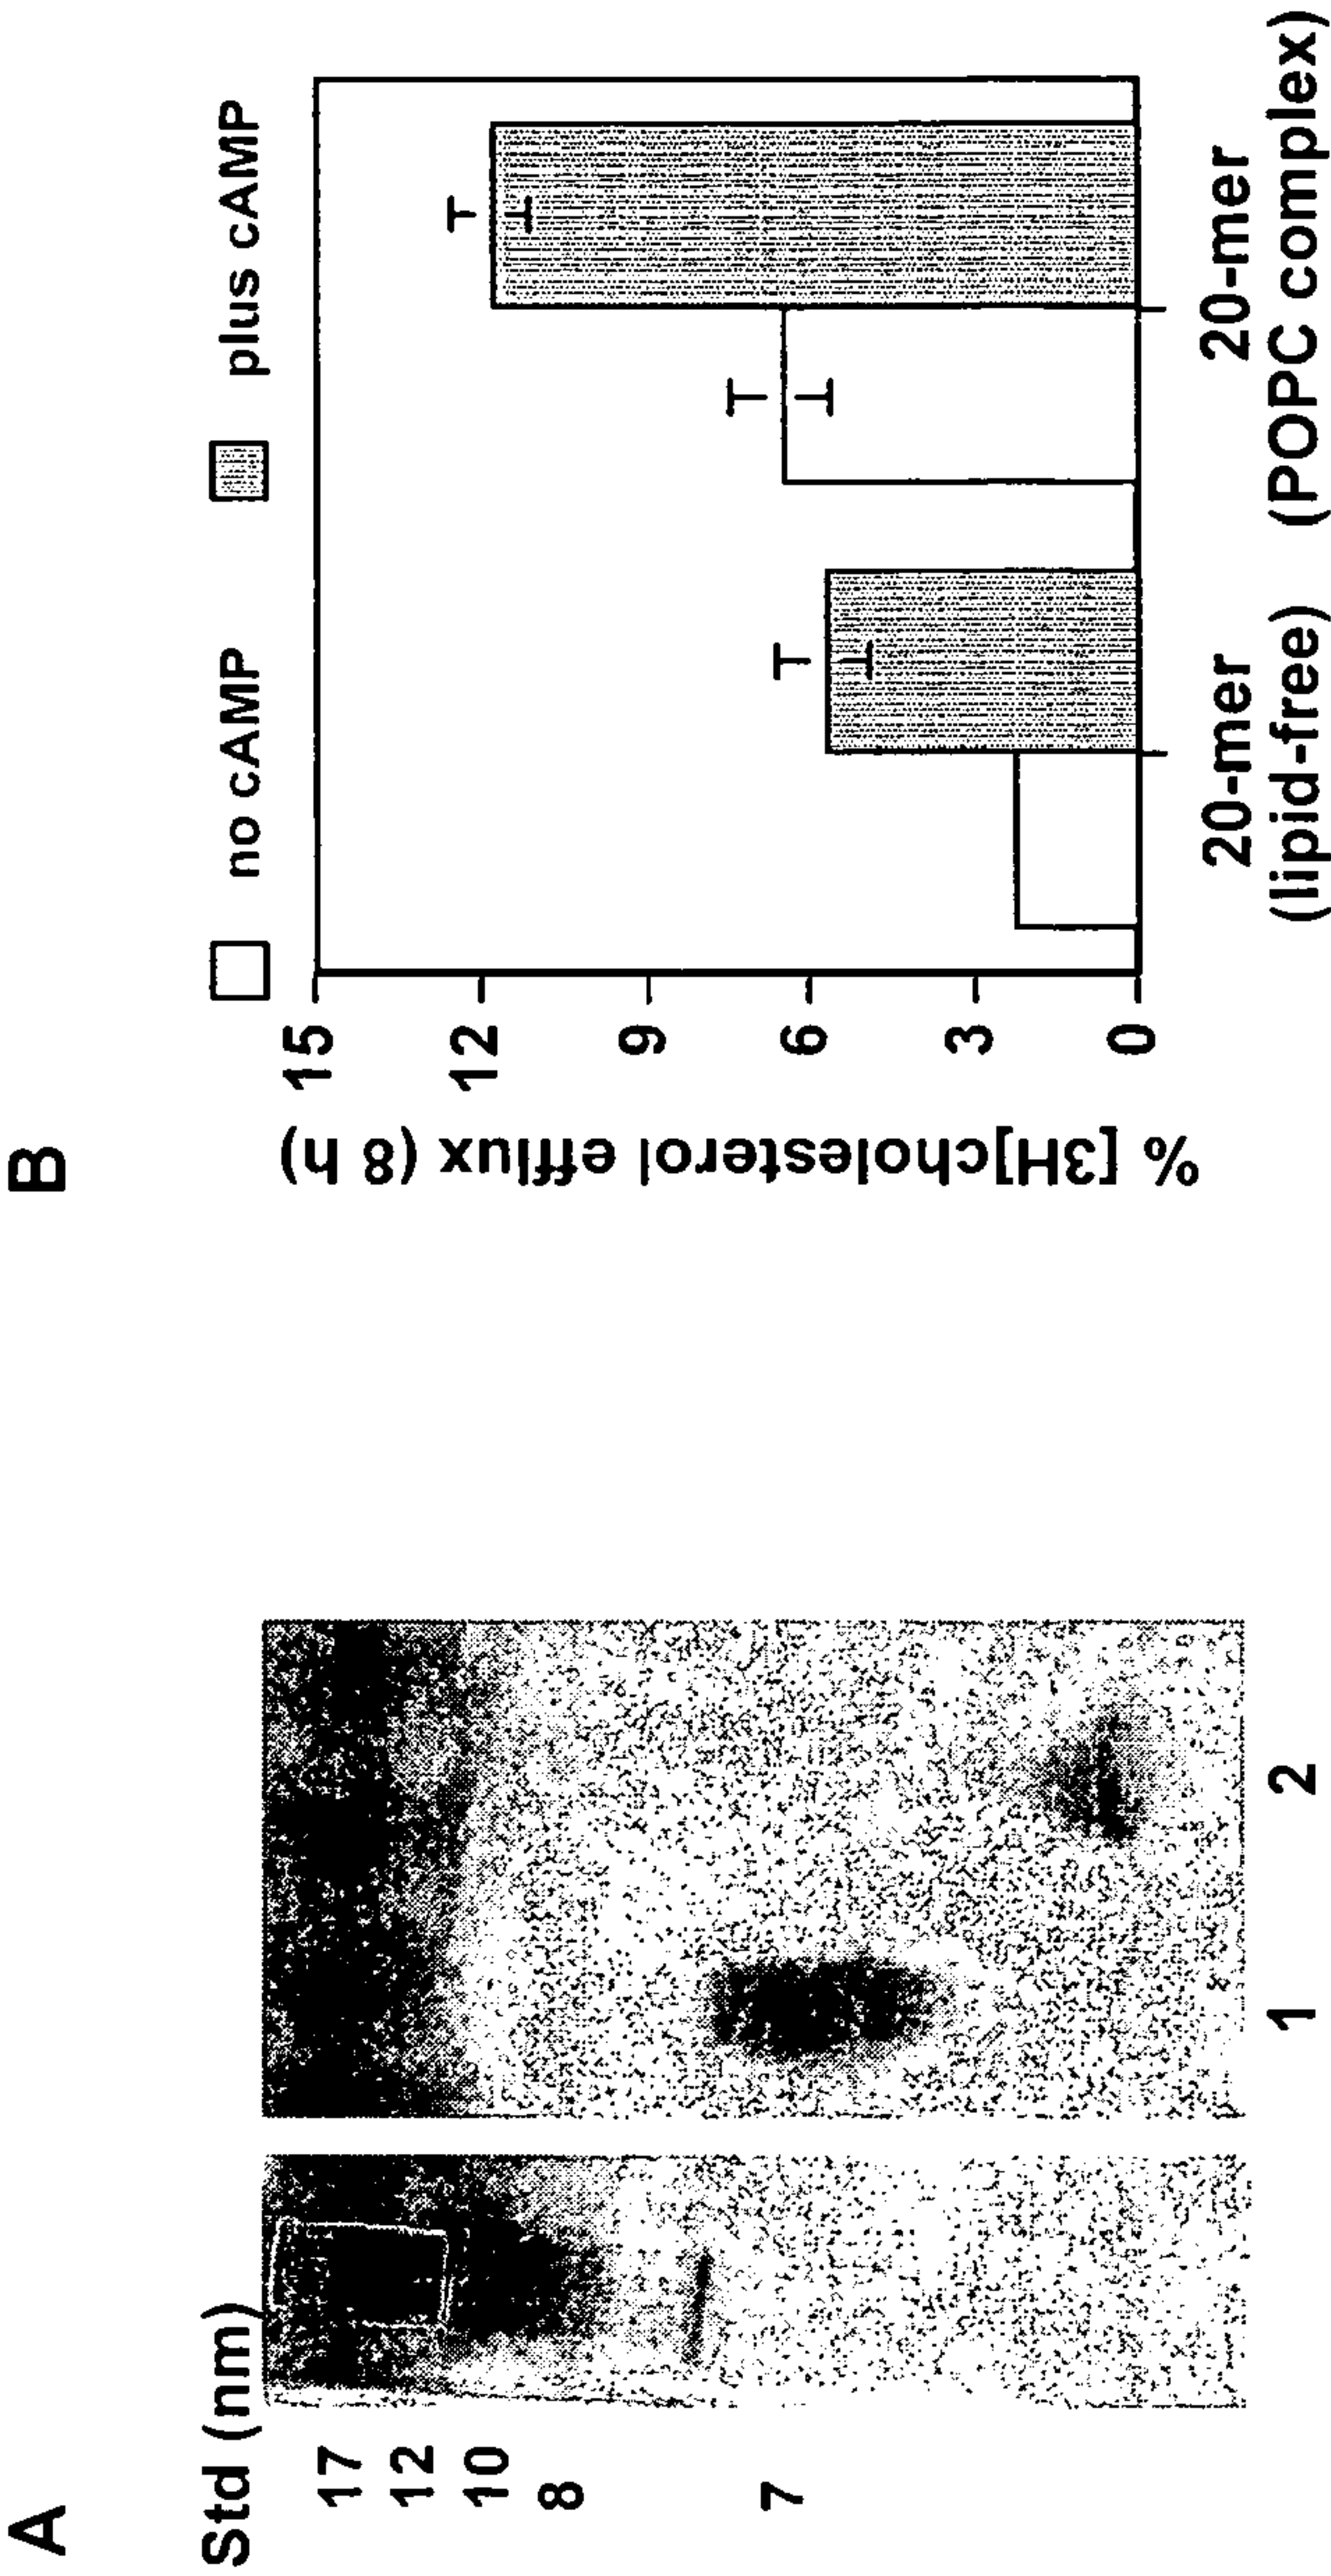 A
Std (nm)
17
12
10
8
7
1 2
B
no cAMP plus cAMP
% [3H]cholesterol efflux (8 h)
15
12
9
6
3
0
20-mer 20-mer
(lipid-free) (POPC complex)